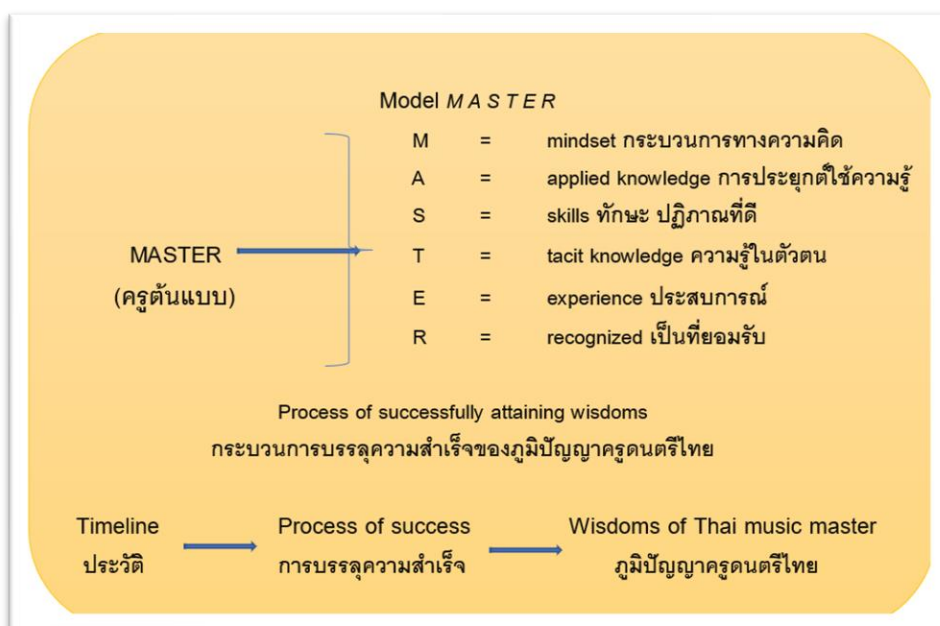 Model M A S T E R
M = mindset กระบวนการทางความคิด
A = applied knowledge การประยุกต์ใช้ความรู้
S = skills ทักษะ ปฏิภาณที่ดี
MASTER
(ครูต้นแบบ)
T = tacit knowledge ความรู้ในตัวตน
E = experience ประสบการณ์
R = recognized เป็นที่ยอมรับ
Process of successfully attaining wisdoms
กระบวนการบรรลุความสำเร็จของภูมิปัญญาครูดนตรีไทย
Timeline
ประวัติ
Process of success
การบรรลุความสำเร็จ
Wisdoms of Thai music master
ภูมิปัญญาครูดนตรีไทย